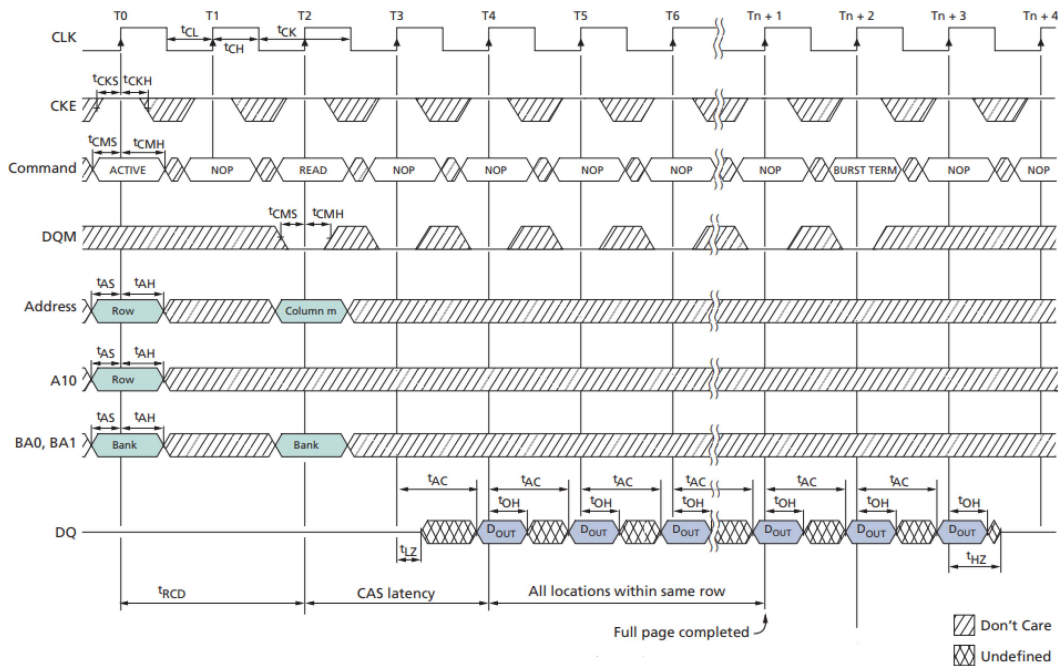 T0 T1 T2 T3 T4 T5 T6 Tn + 1 Tn + 2 Tn + 3 Tn + 4
CLK
tCL tCK
tCH
tCKS tCKH
CKE
tCMS tCMH
Command ACTIVE NOP READ NOP NOP NOP NOP NOP BURST TERM NOP NOP
tCMS tCMH
DQM
tAS tAH
Address Row Column m
tAS tAH
A10 Row
tAS tAH
BA0, BA1 Bank Bank
tAC tAC tAC tAC tAC tAC
tOH tOH tOH tOH tOH tOH
DQ DOUT DOUT DOUT DOUT DOUT DOUT
tLZ tHZ
tRCD CAS latency All locations within same row
Full page completed
Don't Care
Undefined